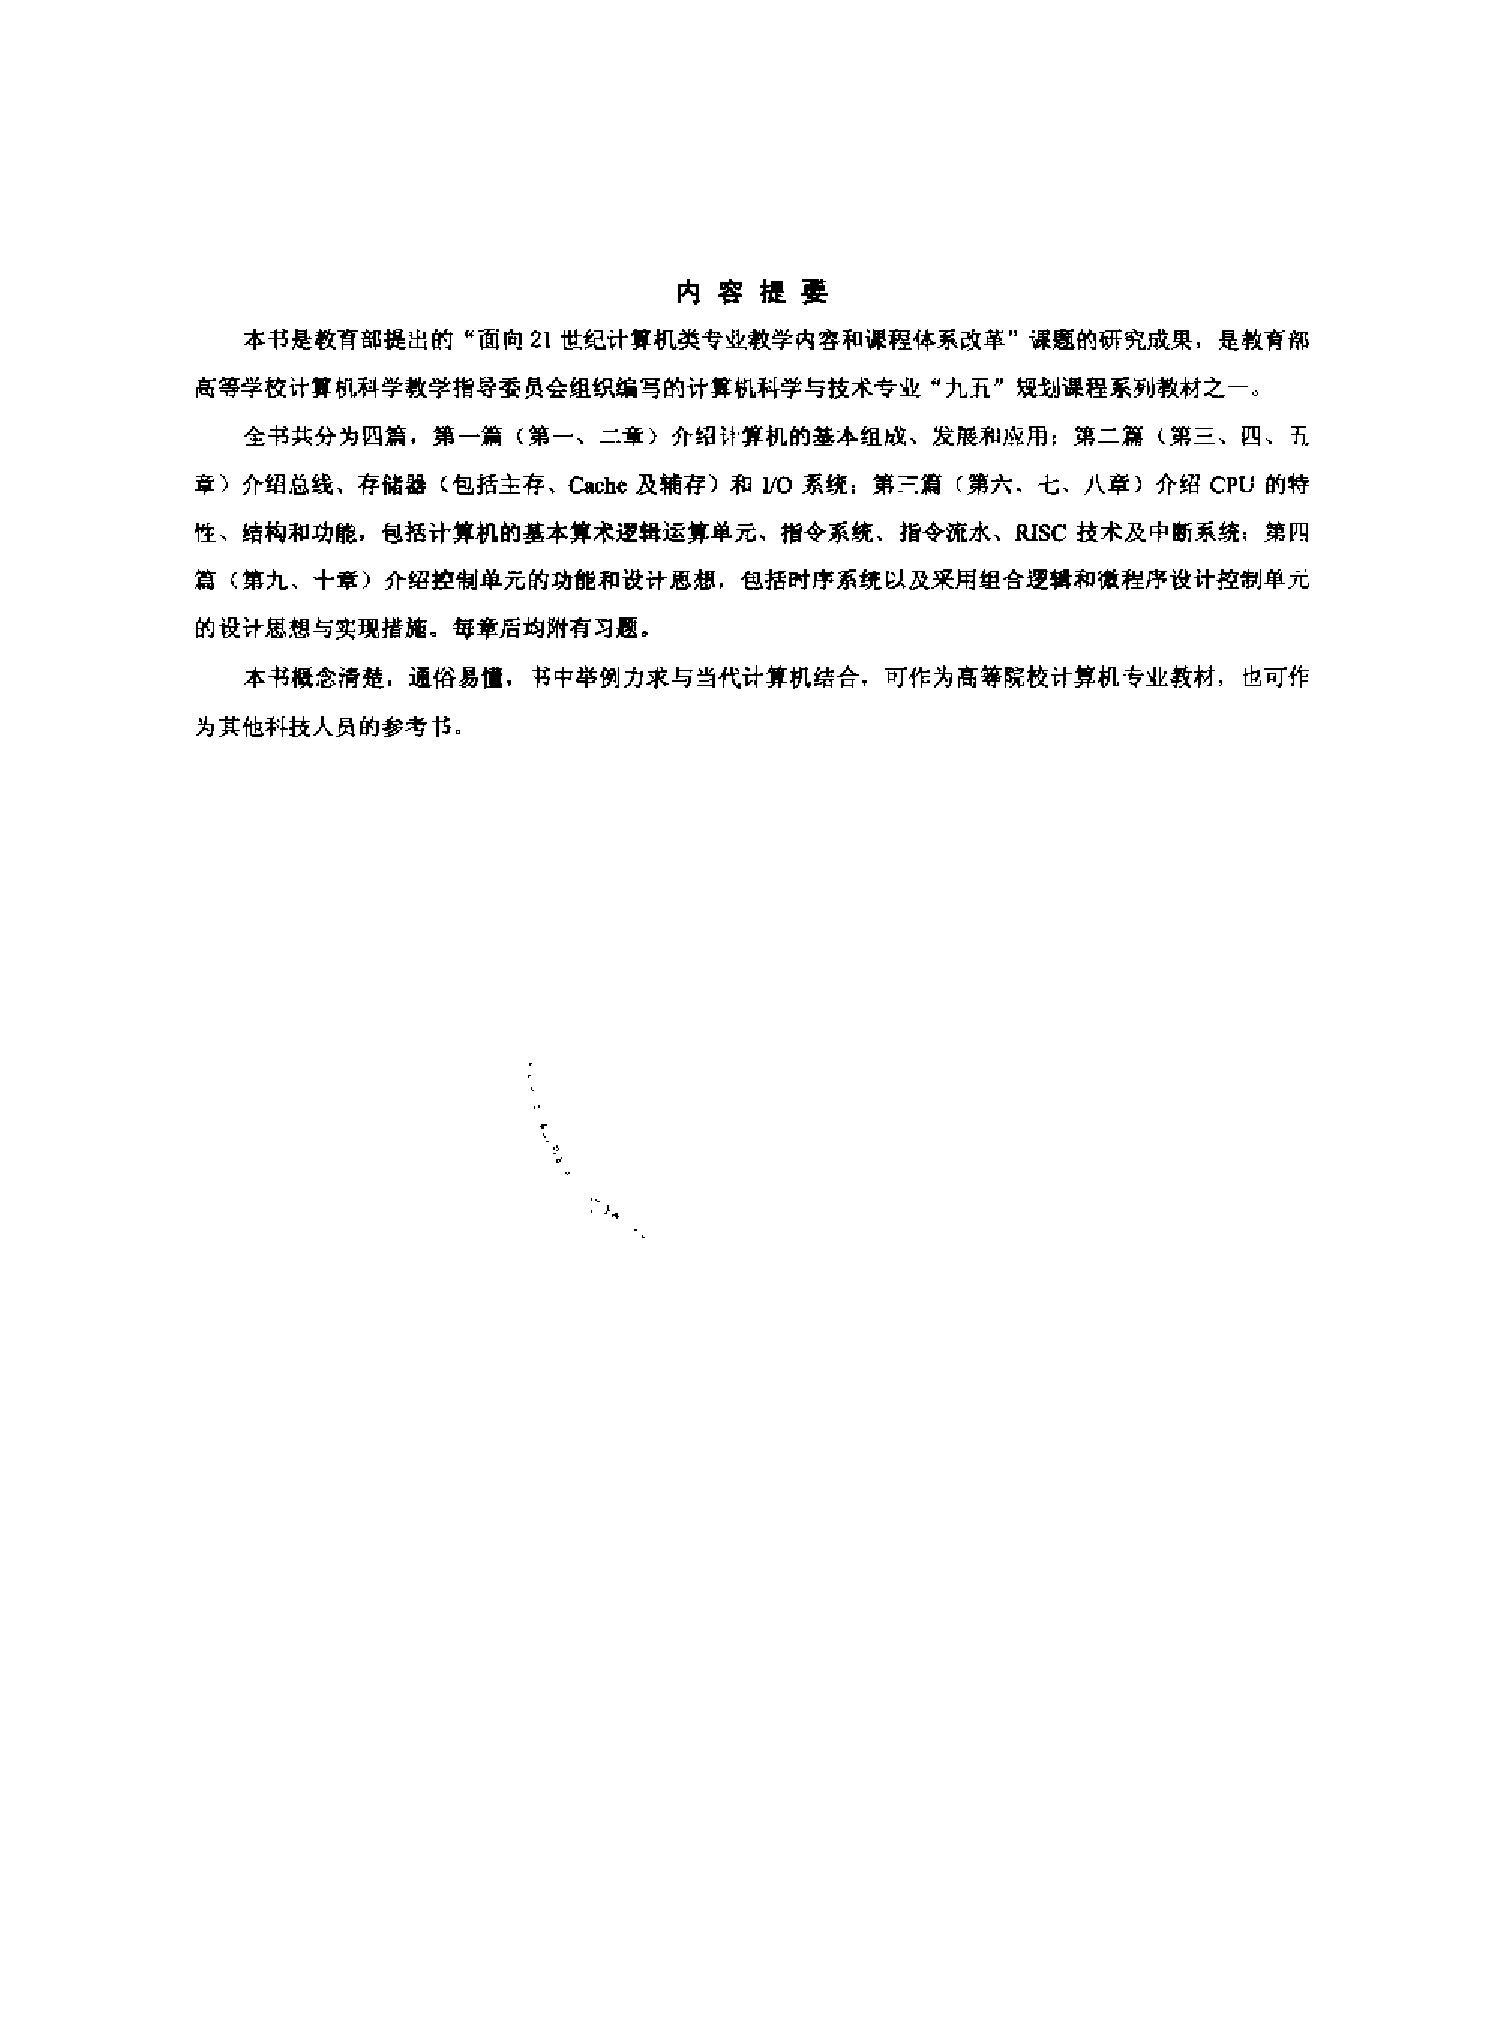 内容提要
本书是教育部提出的“面向21世纪计算机类专业教学内容和课程体系改革”课题的研究成果，是教育部
高等学校计算机科学教学指导委员会组织编写的计算机科学与技术专业“九五”规划课程系列教材之一。
全书共分为四篇，第一篇（第一、二章）介绍计算机的基本组成、发展和应用；第二篇（第三、四、五
章）介绍总线、存储器（包括主存、Cache 及辅存）和 I/O 系统；第三篇（第六、七、八章）介绍 CPU 的特
性、结构和功能，包括计算机的基本算术逻辑运算单元、指令系统、指令流水、RISC 技术及中断系统；第四
篇（第九、十章）介绍控制单元的功能和设计思想，包括时序系统以及采用组合逻辑和微程序设计控制单元
的设计思想与实现措施。每章后均附有习题。
本书概念清楚，通俗易懂，书中举例力求与当代计算机结合，可作为高等院校计算机专业教材，也可作
为其他科技人员的参考书。